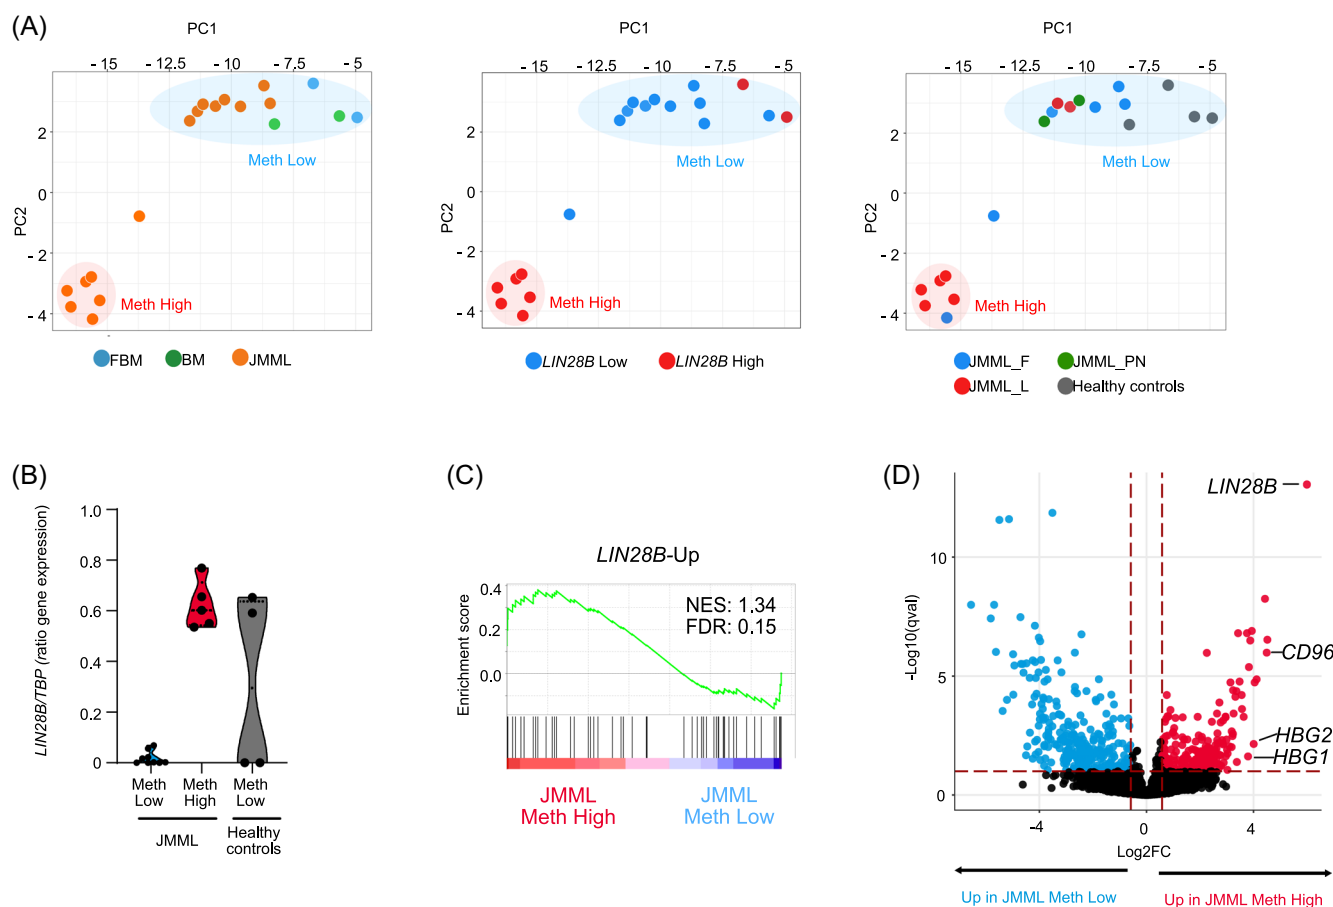 (A)
PC1
- 15
-12.5
- 10
- 7.5
- 5
2
0
- 2
- 4
PC2
Meth Low
Meth High
FBM
BM
JMML
PC1
- 15
-12.5
- 10
- 7.5
- 5
2
0
- 2
- 4
PC2
Meth Low
Meth High
LIN28B Low
LIN28B High
PC1
- 15
-12.5
- 10
- 7.5
- 5
2
0
- 2
- 4
PC2
Meth Low
Meth High
JMML_F
JMML_PN
JMML_L
Healthy controls
(B)
LIN28B/TBP (ratio gene expression)
1.0
0.8
0.6
0.4
0.2
0
Meth Low
Meth High
Meth Low
JMML
Healthy controls
(C)
LIN28B-Up
Enrichment score
0.4
0.2
0.0
NES: 1.34
FDR: 0.15
JMML
Meth High
JMML
Meth Low
(D)
-Log10(qval)
10
5
0
LIN28B
CD96
HBG2
HBG1
-4
0
4
Log2FC
Up in JMML Meth Low
Up in JMML Meth High